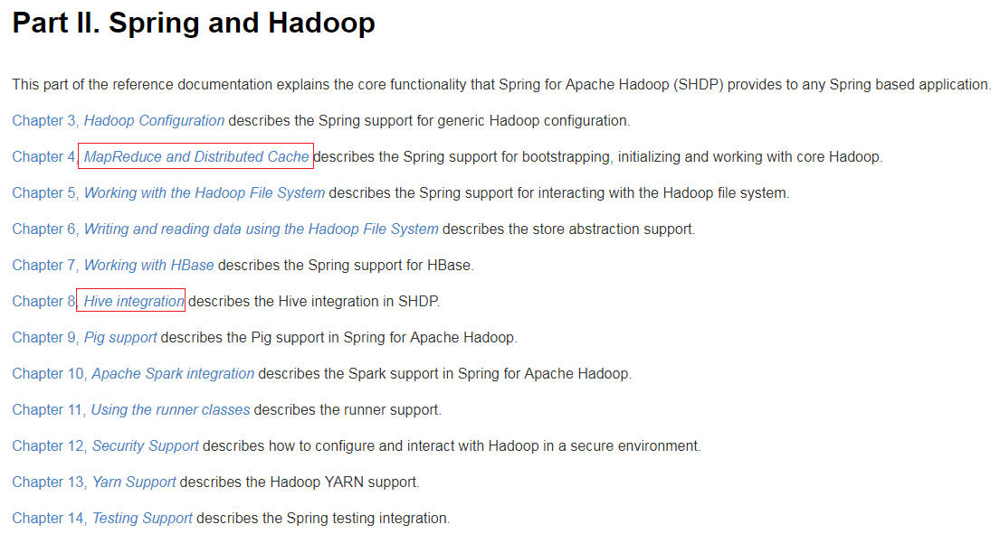 Part II. Spring and Hadoop
This part of the reference documentation explains the core functionality that Spring for Apache Hadoop (SHDP) provides to any Spring based application.
Chapter 3, Hadoop Configuration describes the Spring support for generic Hadoop configuration.
Chapter 4, MapReduce and Distributed Cache describes the Spring support for bootstrapping, initializing and working with core Hadoop.
Chapter 5, Working with the Hadoop File System describes the Spring support for interacting with the Hadoop file system.
Chapter 6, Writing and reading data using the Hadoop File System describes the store abstraction support.
Chapter 7, Working with HBase describes the Spring support for HBase.
Chapter 8, Hive integration describes the Hive integration in SHDP.
Chapter 9, Pig support describes the Pig support in Spring for Apache Hadoop.
Chapter 10, Apache Spark integration describes the Spark support in Spring for Apache Hadoop.
Chapter 11, Using the runner classes describes the runner support.
Chapter 12, Security Support describes how to configure and interact with Hadoop in a secure environment.
Chapter 13, Yarn Support describes the Hadoop YARN support.
Chapter 14, Testing Support describes the Spring testing integration.